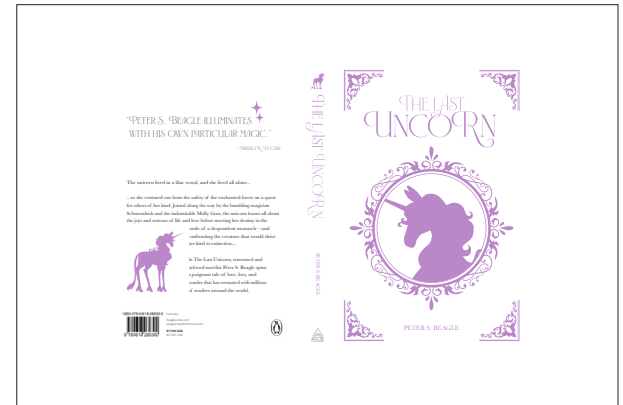 "PETER S. BEAGLE ILLUMINATES
WITH HIS OWN PARTICULAR MAGIC."
The unicorn lived in a lilac wood, and she lived all alone...
...so she ventured out from the safety of the enchanted forest on a quest
for others of her kind. Joined along the way by the bumbling magician
Schmendrick and the indomitable Molly Grue, the unicorn learns all about
the joys and sorrows of life and love before meeting her destiny in the
castle of a despondent monarch—and
confronting the creature that would drive
her kind to extinction...
In The Last Unicorn, renowned and
beloved novelist Peter S. Beagle spins
a poignant tale of love, loss, and
wonder that has resonated with millions
of readers around the world.
Fantasy
THE LAST UNICORN
PETER S. BEAGLE
ACE
THE LAST
UNCORN
PETER S. BEAGLE